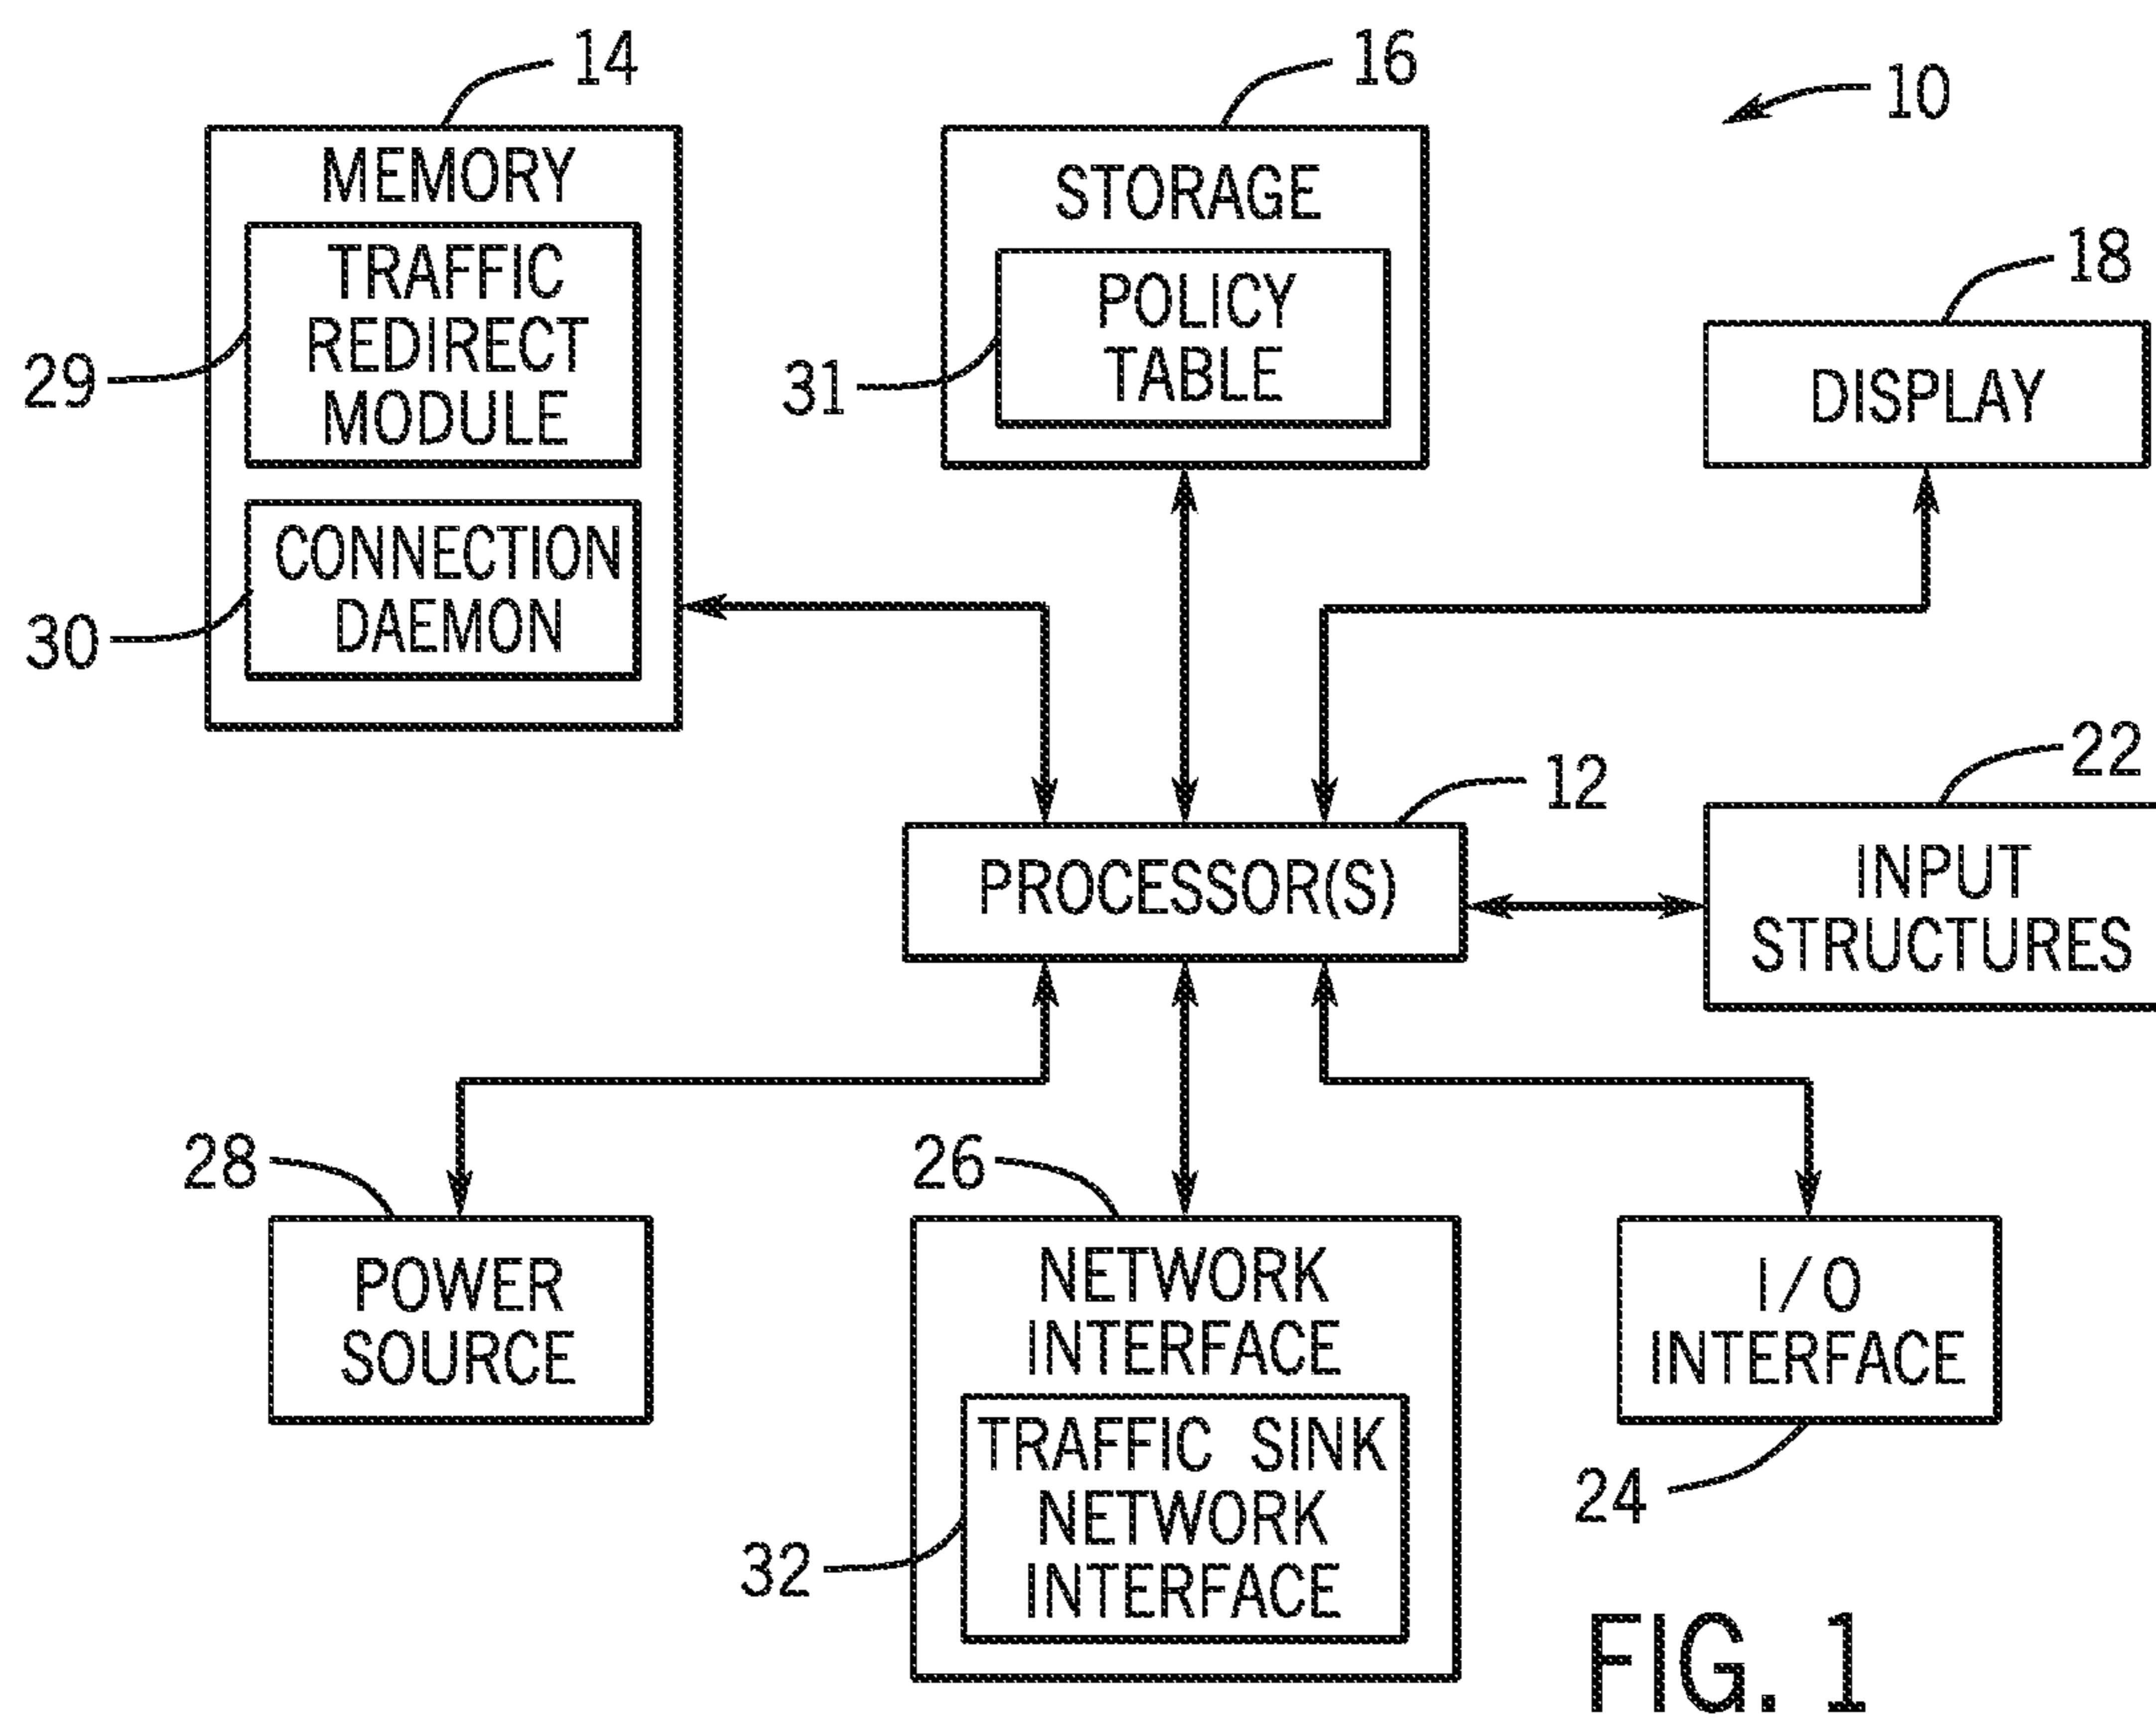 14
16
10
MEMORY
STORAGE
TRAFFIC
REDIRECT
MODULE
29
POLICY
TABLE
31
18
DISPLAY
CONNECTION
DAEMON
30
12
22
PROCESSOR(S)
INPUT
STRUCTURES
28
26
POWER
SOURCE
NETWORK
INTERFACE
I/O
INTERFACE
TRAFFIC SINK
NETWORK
INTERFACE
32
24
FIG. 1